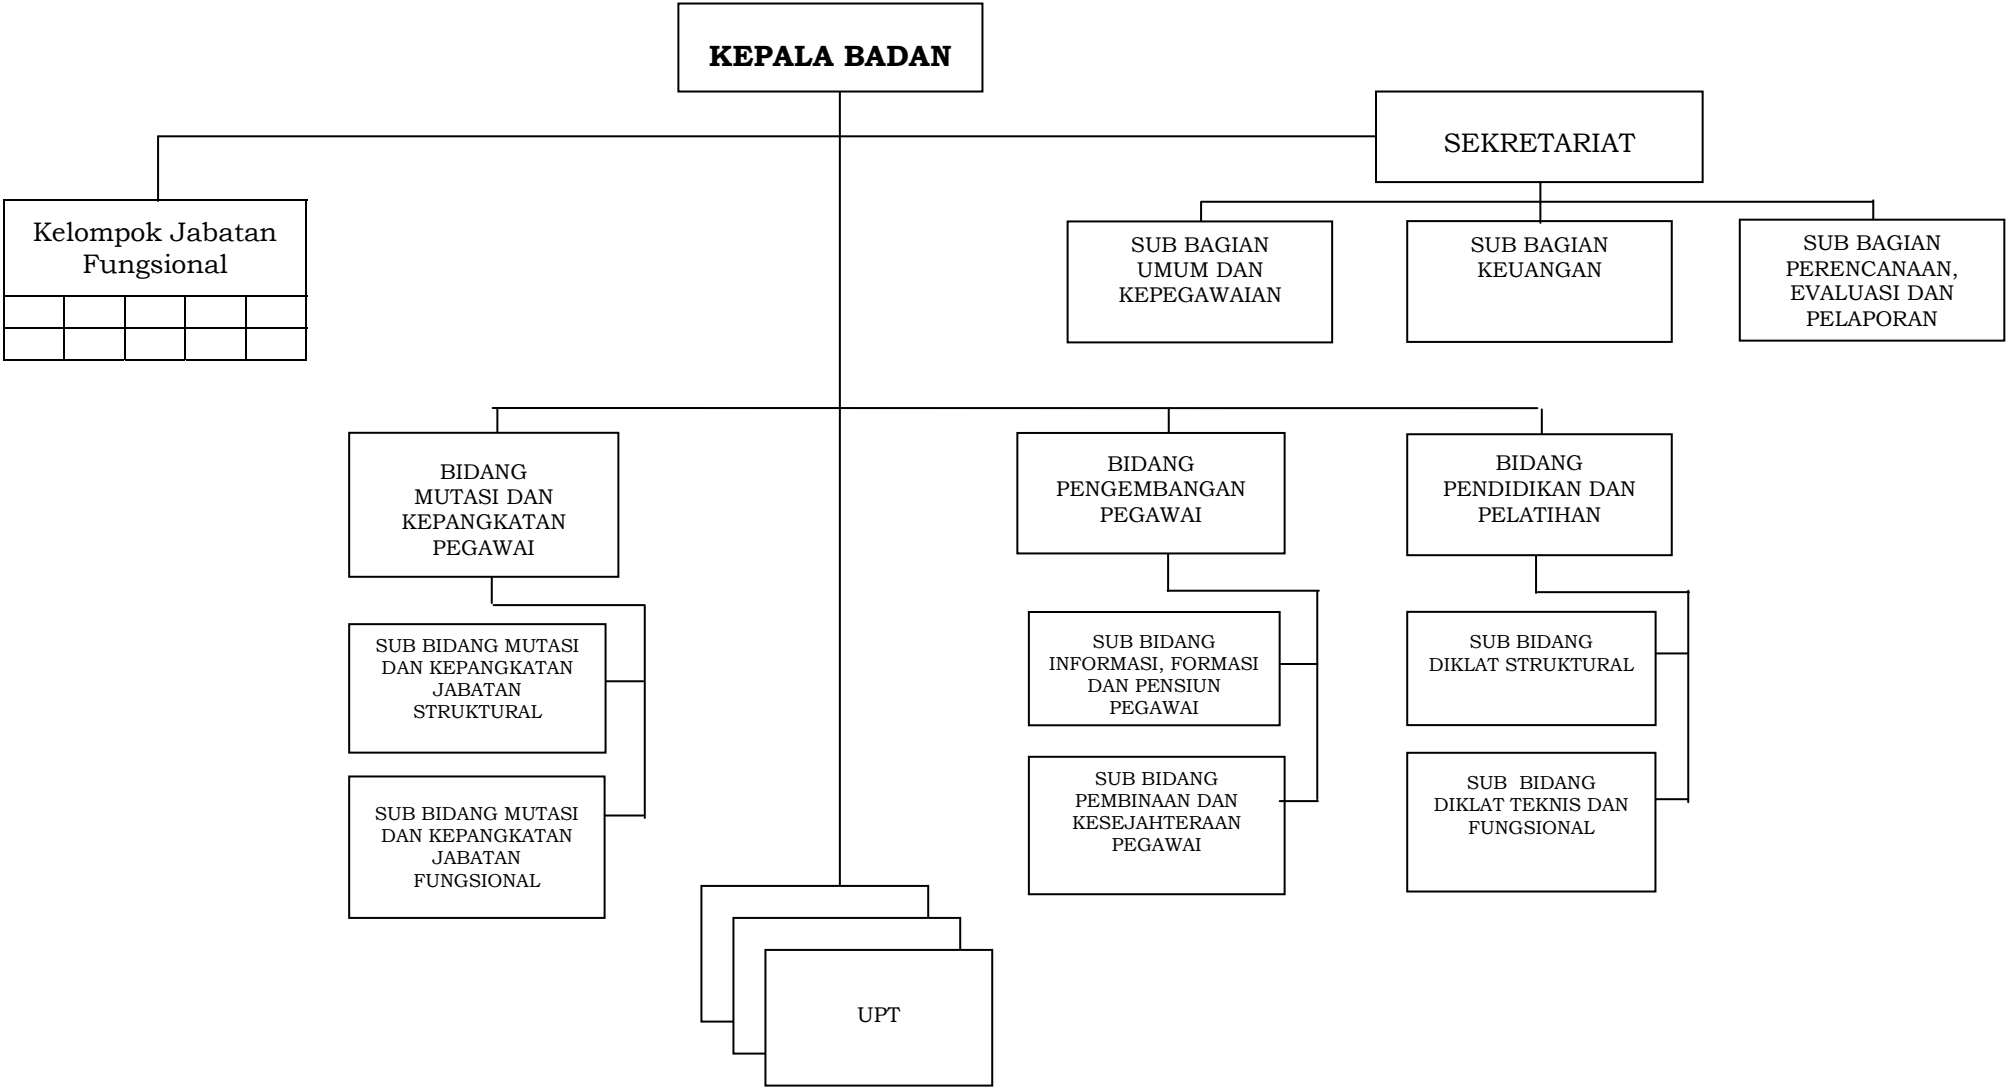 KEPALA BADAN
SEKRETARIAT
Kelompok Jabatan
Fungsional
SUB BAGIAN
UMUM DAN
KEPEGAWAIAN
SUB BAGIAN
KEUANGAN
SUB BAGIAN
PERENCANAAN,
EVALUASI DAN
PELAPORAN
BIDANG
MUTASI DAN
KEPANGKATAN
PEGAWAI
BIDANG
PENGEMBANGAN
PEGAWAI
BIDANG
PENDIDIKAN DAN
PELATIHAN
SUB BIDANG MUTASI
DAN KEPANGKATAN
JABATAN
STRUKTURAL
SUB BIDANG
INFORMASI, FORMASI
DAN PENSIUN
PEGAWAI
SUB BIDANG
DIKLAT STRUKTURAL
SUB BIDANG MUTASI
DAN KEPANGKATAN
JABATAN
FUNGSIONAL
SUB BIDANG
PEMBINAAN DAN
KESEJAHTERAAN
PEGAWAI
SUB  BIDANG
DIKLAT TEKNIS DAN
FUNGSIONAL
UPT